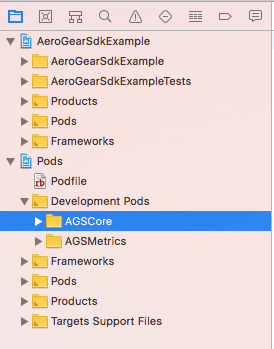 AeroGearSdkExample
AeroGearSdkExample
AeroGearSdkExampleTests
Products
Pods
Frameworks
Pods
Podfile
Development Pods
AGSCore
AGSMetrics
Frameworks
Pods
Products
Targets Support Files